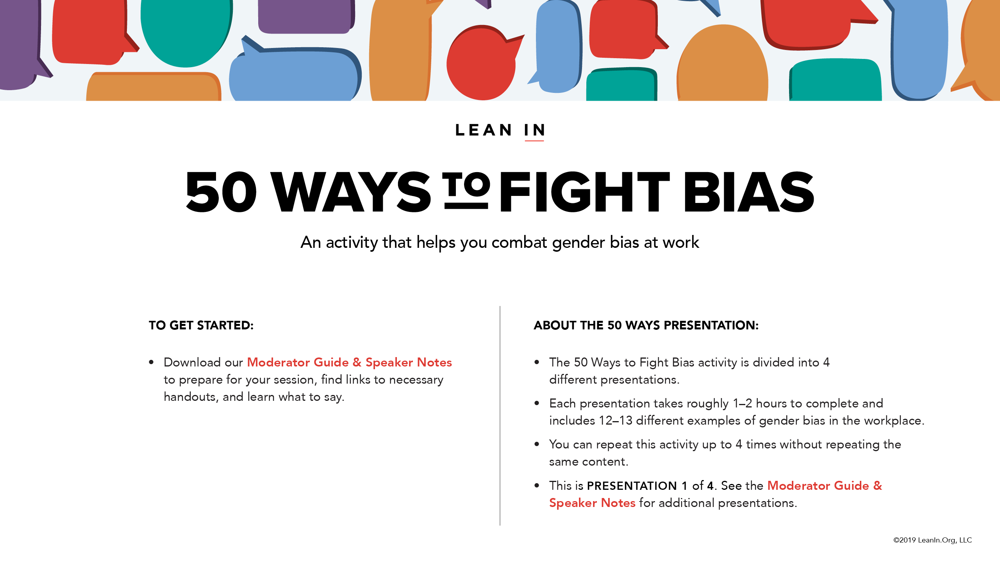 LEAN IN
50 WAYS TO FIGHT BIAS
An activity that helps you combat gender bias at work
TO GET STARTED:
• Download our Moderator Guide & Speaker Notes
to prepare for your session, find links to necessary
handouts, and learn what to say.
ABOUT THE 50 WAYS PRESENTATION:
• The 50 Ways to Fight Bias activity is divided into 4
different presentations.
• Each presentation takes roughly 1–2 hours to complete and
includes 12–13 different examples of gender bias in the workplace.
• You can repeat this activity up to 4 times without repeating the
same content.
• This is PRESENTATION 1 of 4. See the Moderator Guide &
Speaker Notes for additional presentations.
©2019 LeanIn.Org, LLC